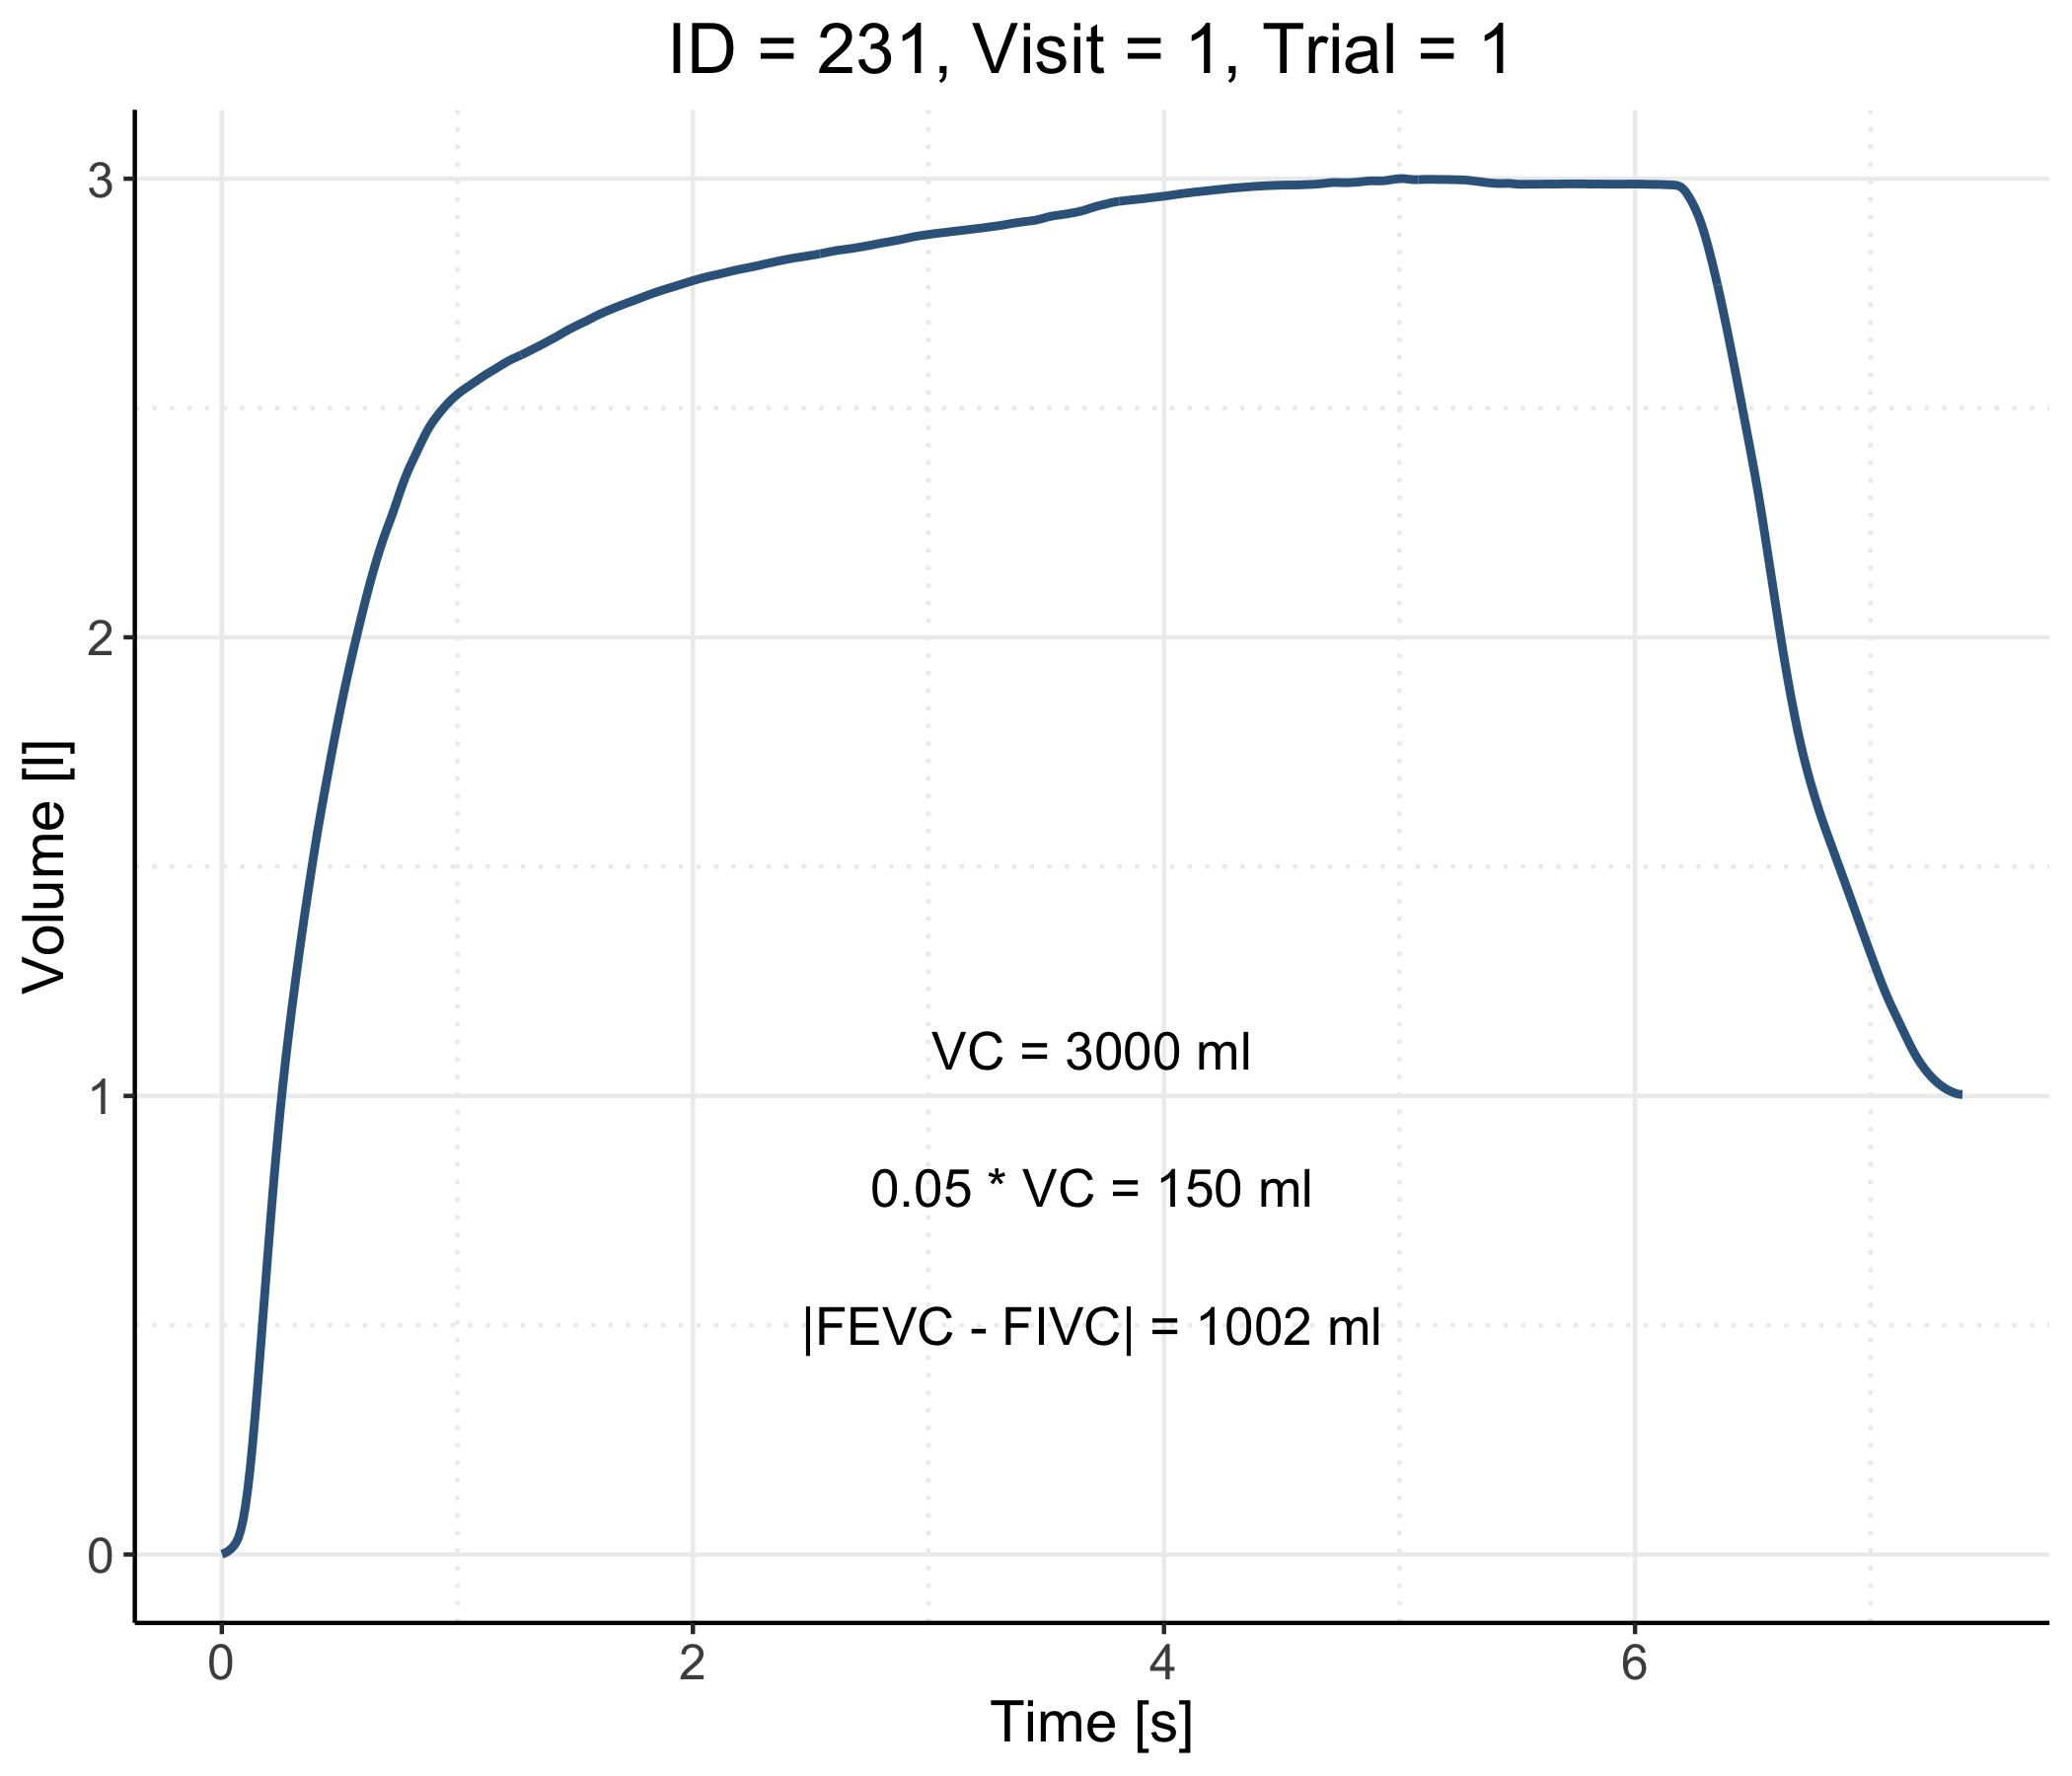 ID = 231, Visit = 1, Trial = 1
3
2
1
0
Volume [l]
VC = 3000 ml
0.05 * VC = 150 ml
|FEVC - FIVC| = 1002 ml
0 2 4 6
Time [s]